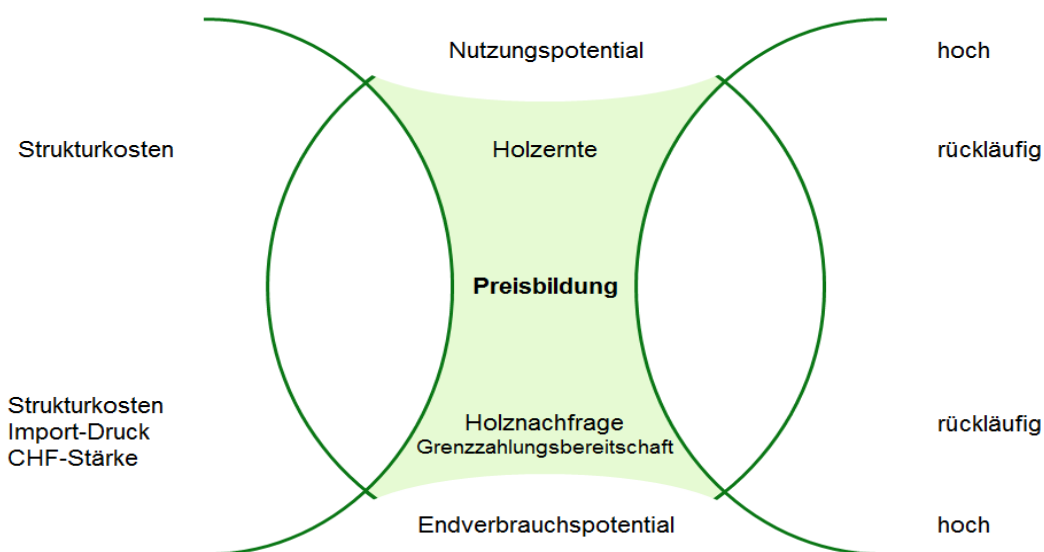 Nutzungspotential
hoch
Strukturkosten
Holzernte
rückläufig
Preisbildung
Strukturkosten
Import-Druck
CHF-Stärke
Holznachfrage
Grenzzahlungsbereitschaft
rückläufig
Endverbrauchspotential
hoch